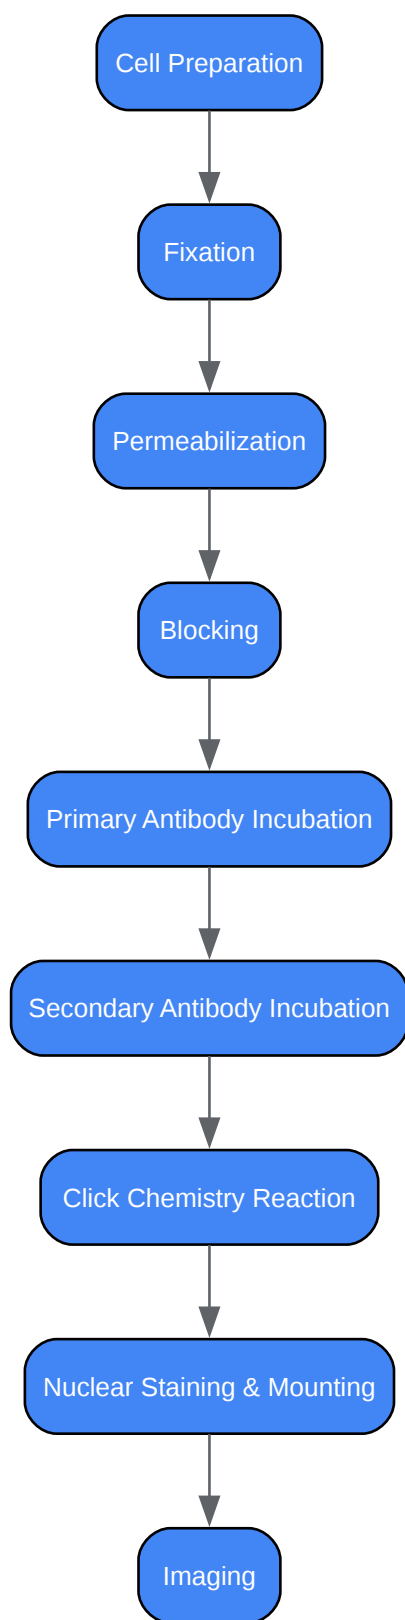 Cell Preparation
Fixation
Permeabilization
Blocking
Primary Antibody Incubation
Secondary Antibody Incubation
Click Chemistry Reaction
Nuclear Staining & Mounting
Imaging